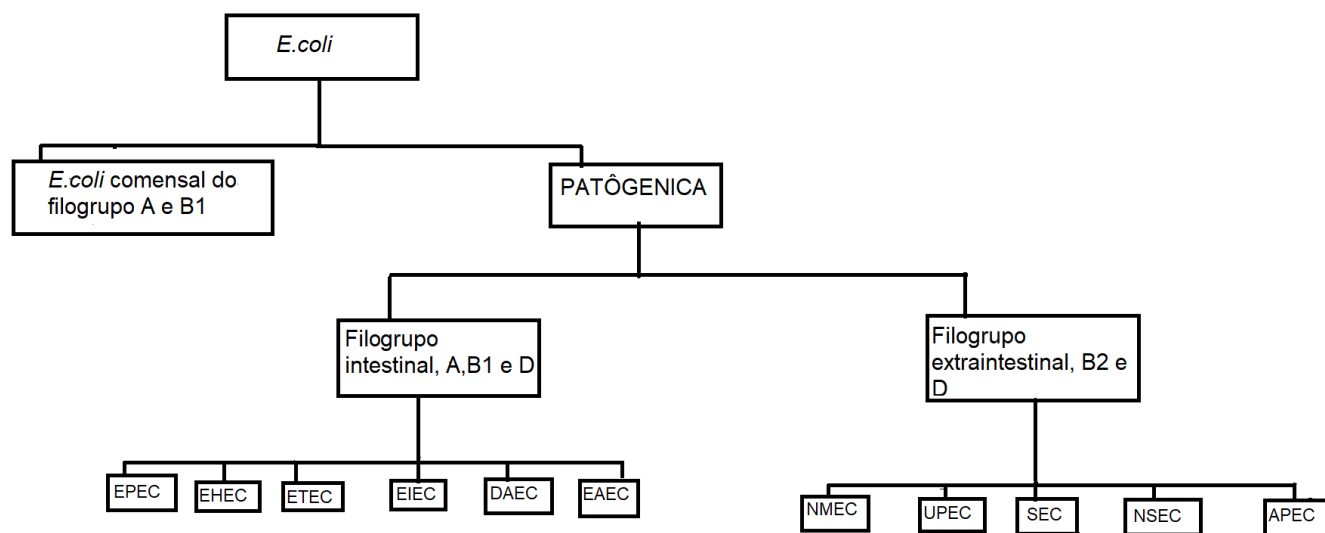 E.coli
E.coli comensal do
filogrupo A e B1
PATÔGENICA
Filogrupo
intestinal, A,B1 e D
Filogrupo
extraintestinal, B2 e
D
EPEC
EHEC
ETEC
EIEC
DAEC
EAEC
NMEC
UPEC
SEC
NSEC
APEC